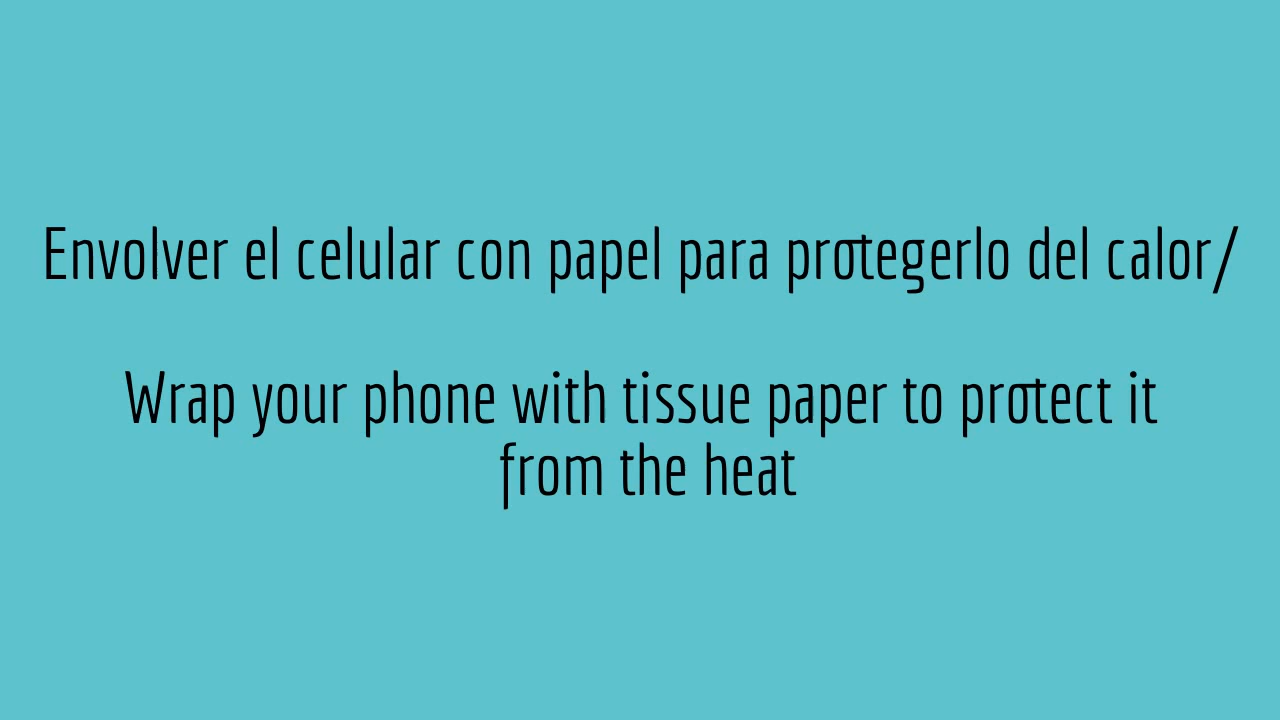 Envolver el celular con papel para protegerlo del calor/
Wrap your phone with tissue paper to protect it
from the heat